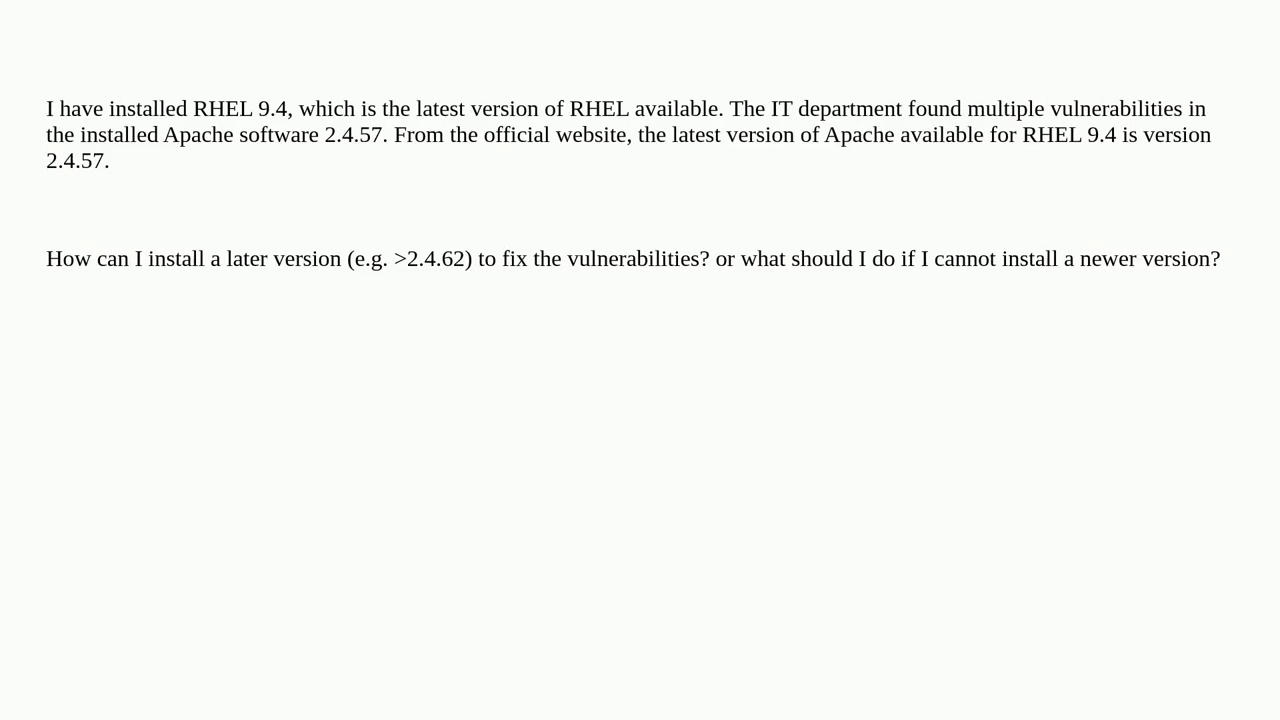 I have installed RHEL 9.4, which is the latest version of RHEL available. The IT department found multiple vulnerabilities in
the installed Apache software 2.4.57. From the official website, the latest version of Apache available for RHEL 9.4 is version
2.4.57.
How can I install a later version (e.g. >2.4.62) to fix the vulnerabilities? or what should I do if I cannot install a newer version?